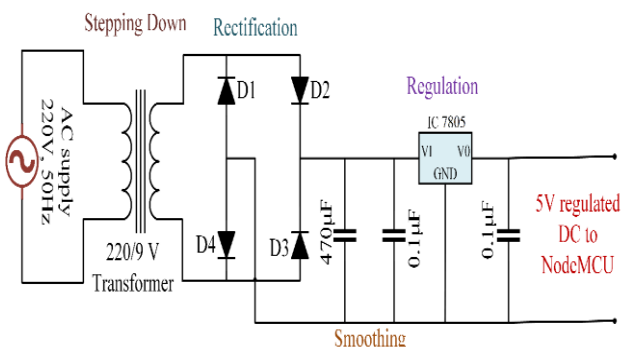 Stepping Down
Rectification
Regulation
AC supply
220V, 50Hz
D1
D2
D4
D3
220/9 V
Transformer
470µF
0.1µF
IC 7805
VI
V0
GND
0.1µF
5V regulated
DC to
NodeMCU
Smoothing